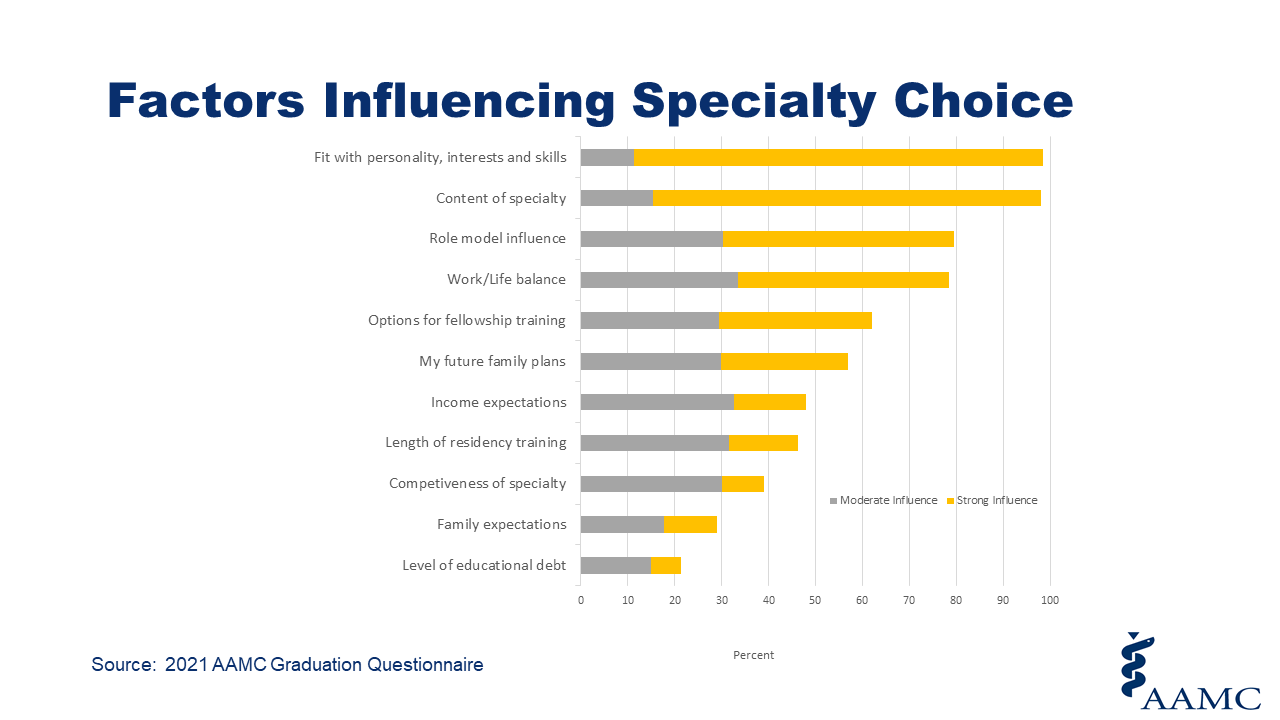 Factors Influencing Specialty Choice
Fit with personality, interests and skills
Content of specialty
Role model influence
Work/Life balance
Options for fellowship training
My future family plans
Income expectations
Length of residency training
Competiveness of specialty
Family expectations
Level of educational debt
Moderate Influence Strong Influence
0 10 20 30 40 50 60 70 80 90 100
Percent
Source: 2021 AAMC Graduation Questionnaire
AAMC